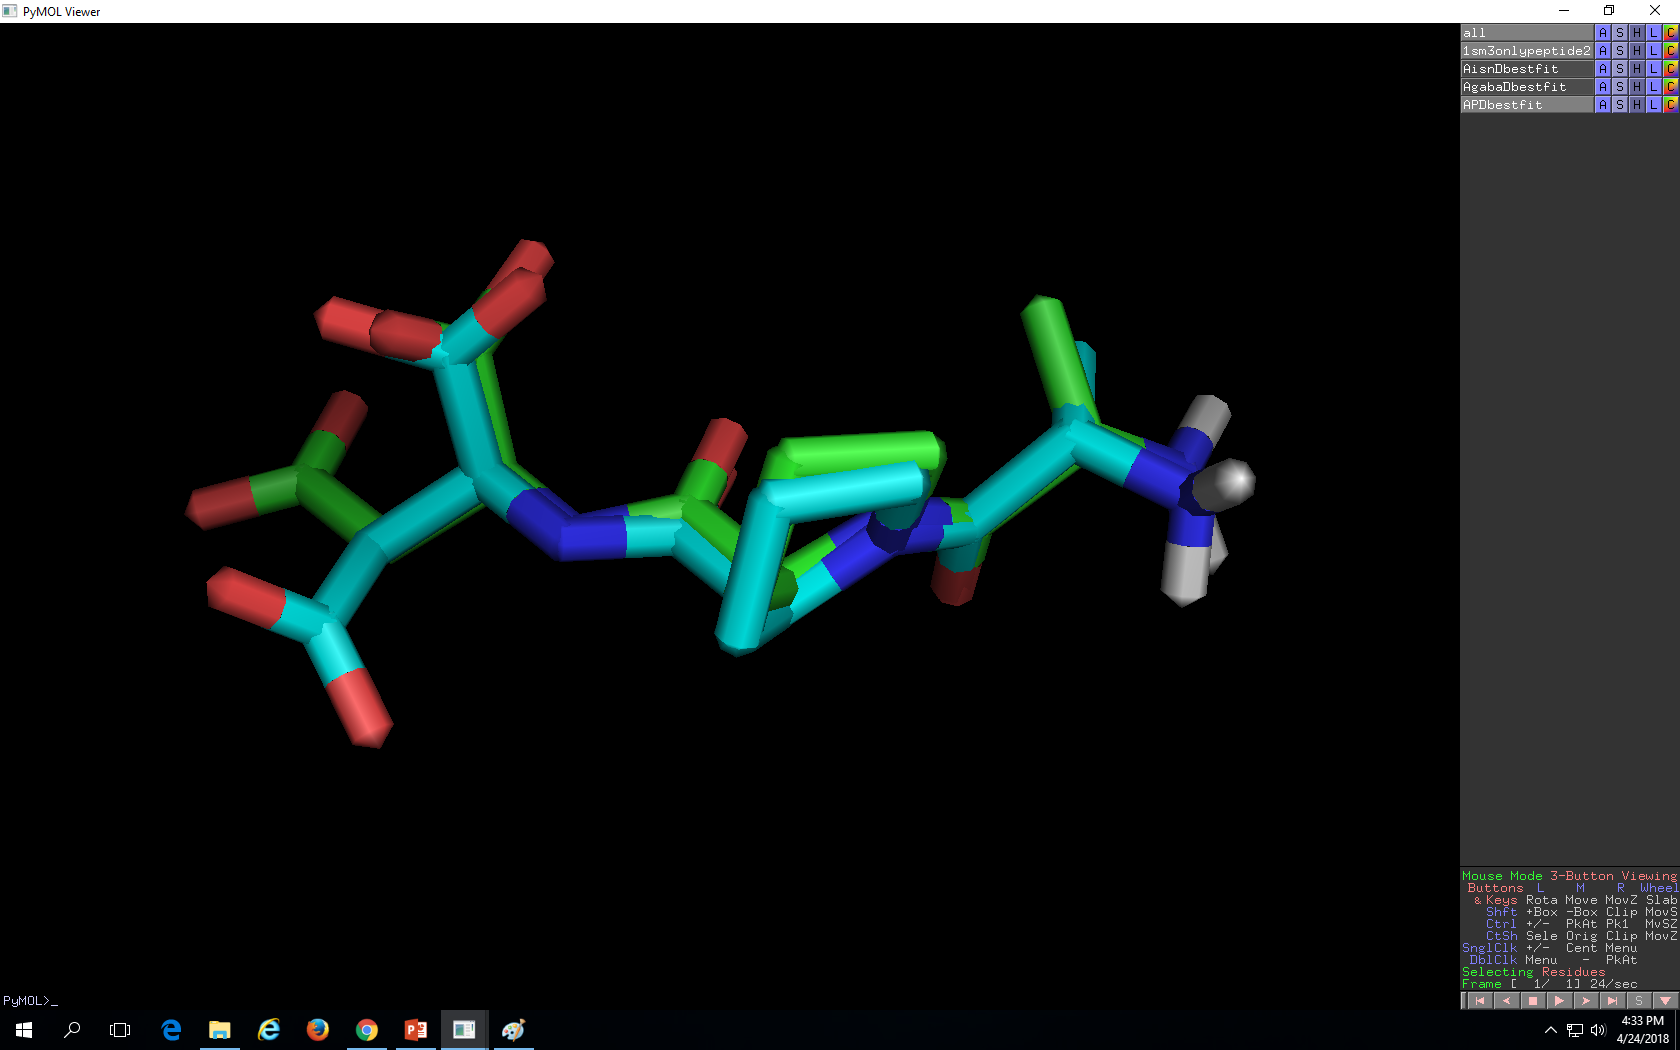 PyMOL Viewer
all A S H L C
1sm3onlypeptide2 A S H L C
AisnDbestfit A S H L C
AgabaDbestfit A S H L C
APDbestfit A S H L C
Mouse Mode 3-Button Viewing
Buttons L M R Wheel
& Keys Rota Move MovZ Slab
Shft +Box -Box Clip MovS
Ctrl +/- PkAt Pk1 MvSZ
CtSh Sele Orig Clip MovZ
SnglClk +/- Cent Menu
DblClk Menu - PkAt
Selecting Residues
Frame [ 1/ 1] 24/sec
S
PyMOL>_
4:33 PM
4/24/2018